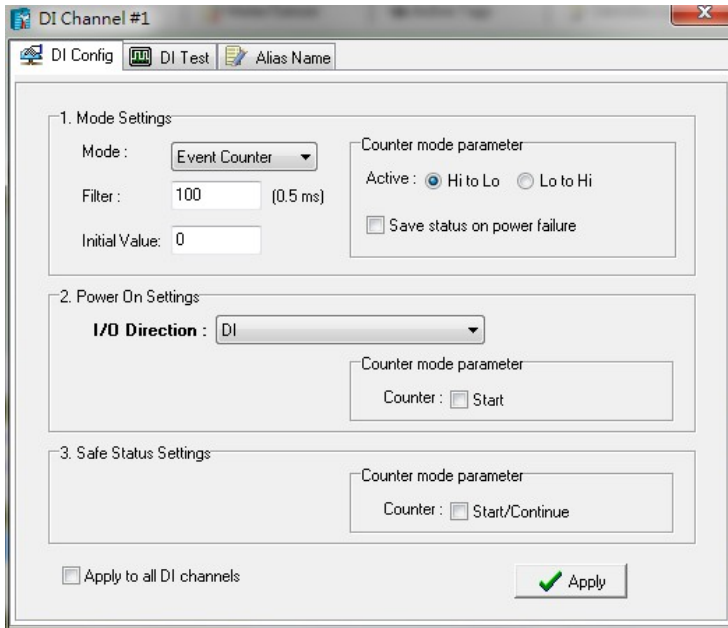 DI Channel #1
DI Config DI Test Alias Name
1. Mode Settings
Mode : Event Counter
Filter : 100 (0.5 ms)
Initial Value: 0
Counter mode parameter
Active : Hi to Lo Lo to Hi
Save status on power failure
2. Power On Settings
I/O Direction : DI
Counter mode parameter
Counter : Start
3. Safe Status Settings
Counter mode parameter
Counter : Start/Continue
Apply to all DI channels
Apply